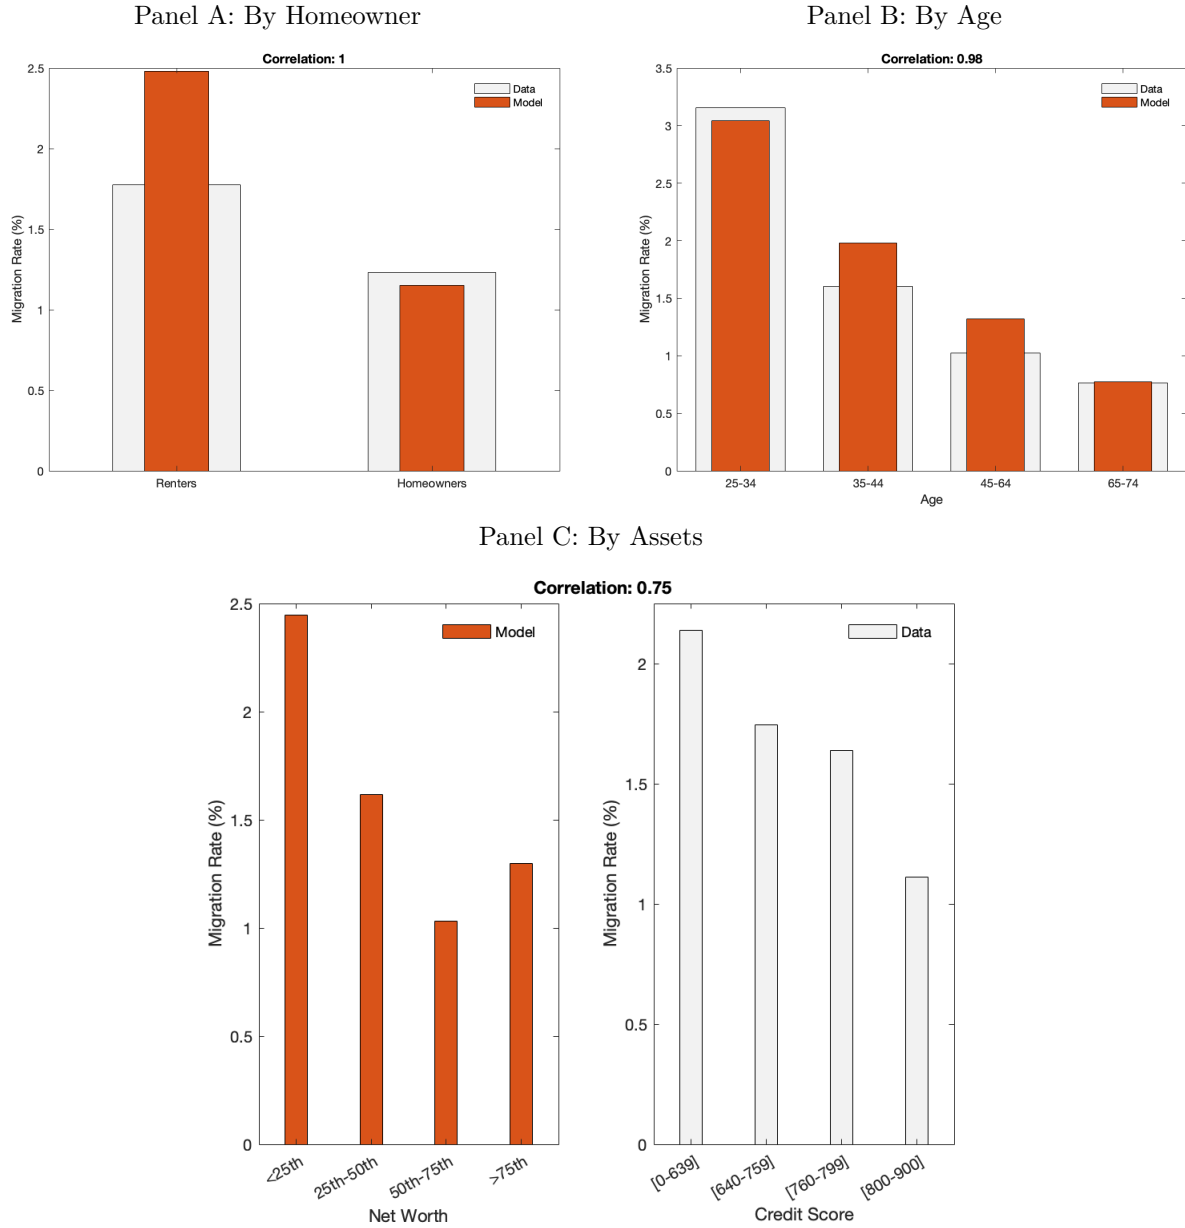 Panel A: By Homeowner
Correlation: 1
Data
Model
Migration Rate (%)
2.5
2
1.5
1
0.5
0
Renters
Homeowners
Panel B: By Age
Correlation: 0.98
Data
Model
Migration Rate (%)
3.5
3
2.5
2
1.5
1
0.5
0
25-34
35-44
45-64
65-74
Age
Panel C: By Assets
Correlation: 0.75
Model
Migration Rate (%)
2.5
2
1.5
1
0.5
0
<25th
25th-50th
50th-75th
>75th
Net Worth
Data
Migration Rate (%)
2
1.5
1
0.5
0
[0-639]
[640-759]
[760-799]
[800-900]
Credit Score